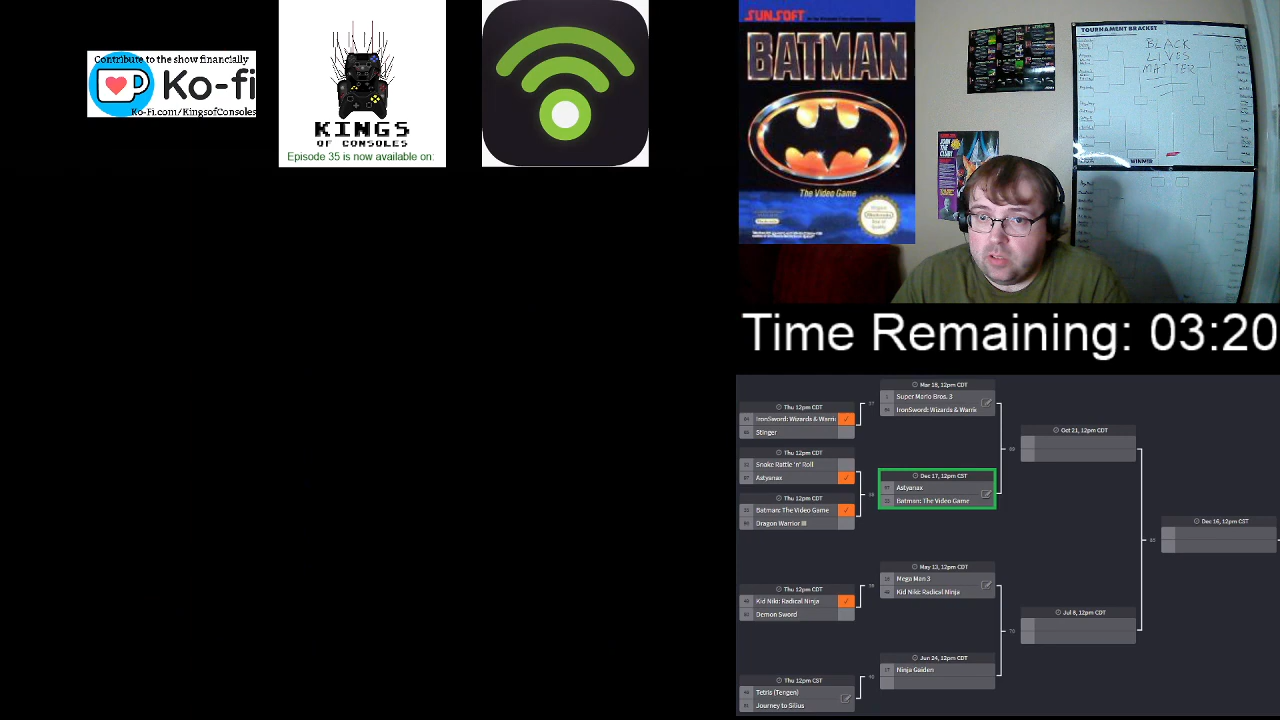 Contribute to the show financially
Ko-fi
Ko-Fi.com/KingsofConsoles
KINGS
OF CONSOLES
Episode 35 is now available on:
SUNSOFT
BATMAN
The Video Game
TOURNAMENT BRACKET
BLACK
LIVES
MATTER
WINNER
Time Remaining: 03:20
Thu 12pm CDT
IronSword: Wizards & Warri
Stinger
Thu 12pm CDT
Snake Rattle 'n' Roll
Astyanax
Thu 12pm CDT
Batman: The Video Game
Dragon Warrior III
Thu 12pm CDT
Kid Niki: Radical Ninja
Demon Sword
Thu 12pm CST
Tetris (Tengen)
Journey to Silius
Mar 18, 12pm CDT
Super Mario Bros. 3
IronSword: Wizards & Warri
Dec 17, 12pm CST
Astyanax
Batman: The Video Game
May 13, 12pm CDT
Mega Man 3
Kid Niki: Radical Ninja
Jun 24, 12pm CDT
Ninja Gaiden
Oct 21, 12pm CDT
Jul 8, 12pm CDT
Dec 16, 12pm CST